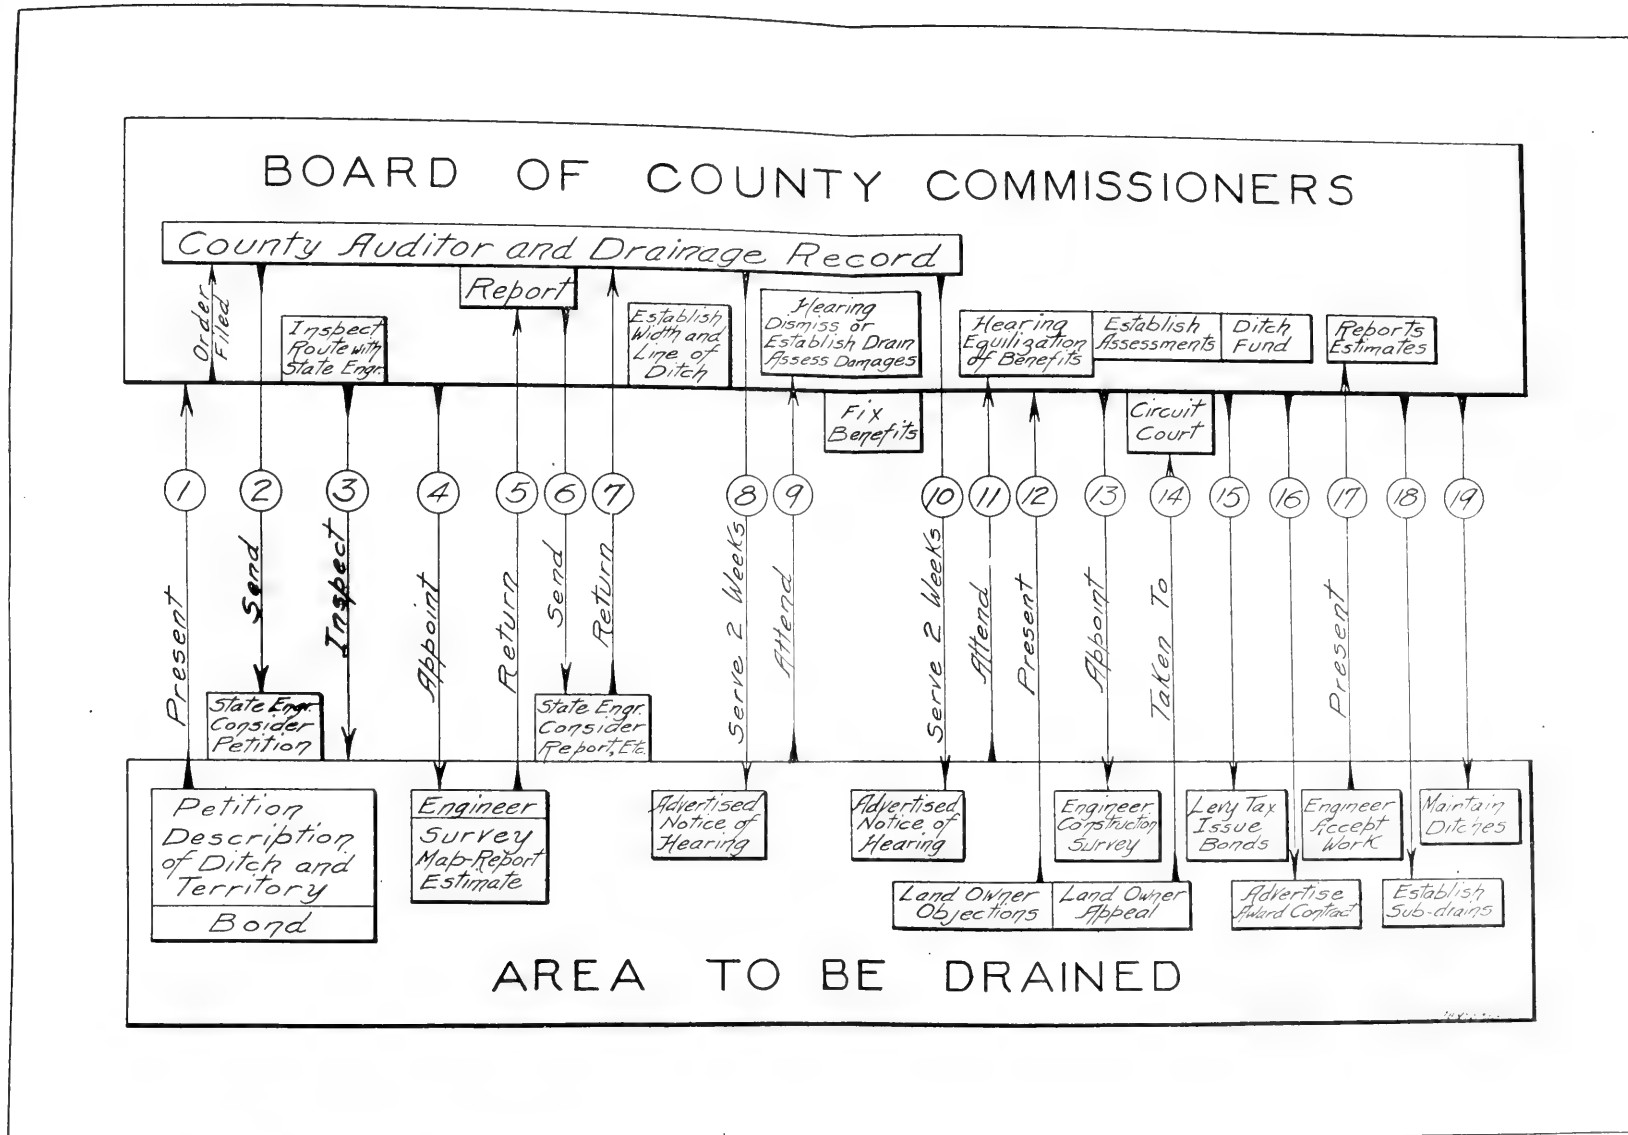 BOARD OF COUNTY COMMISSIONERS
County Auditor and Drainage Record
Order
Filed
Inspect
Route with
State Engr.
Report
Establish
Width and
Line of
Ditch
Hearing
Dismiss or
Establish Drain
Assess Damages
Fix
Benefits
Hearing
Equilization
of Benefits
Establish
Assessments
Ditch
Fund
Reports
Estimates
Circuit
Court
1
2
3
4
5
6
7
8
9
10
11
12
13
14
15
16
17
18
19
Present
Send
Inspect
Appoint
Return
Send
Return
Serve 2 Weeks
Attend
Serve 2 Weeks
Attend
Present
Appoint
Taken To
Present
State Engr.
Consider
Petition
State Engr.
Consider
Report, Etc.
Petition
Description
of Ditch and
Territory
Bond
Engineer
Survey
Map-Report
Estimate
Advertised
Notice of
Hearing
Advertised
Notice of
Hearing
Engineer
Construction
Survey
Levy Tax
Issue
Bonds
Engineer
Accept
Work
Maintain
Ditches
Land Owner
Objections
Land Owner
Appeal
Advertise
Award Contract
Establish
Sub-drains
AREA TO BE DRAINED